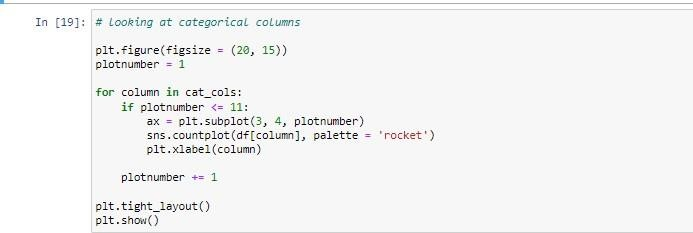 In [19]: # looking at categorical columns
plt.figure(figsize = (20, 15))
plotnumber = 1
for column in cat_cols:
if plotnumber <= 11:
ax = plt.subplot(3, 4, plotnumber)
sns.countplot(df[column], palette = 'rocket')
plt.xlabel(column)
plotnumber += 1
plt.tight_layout()
plt.show()